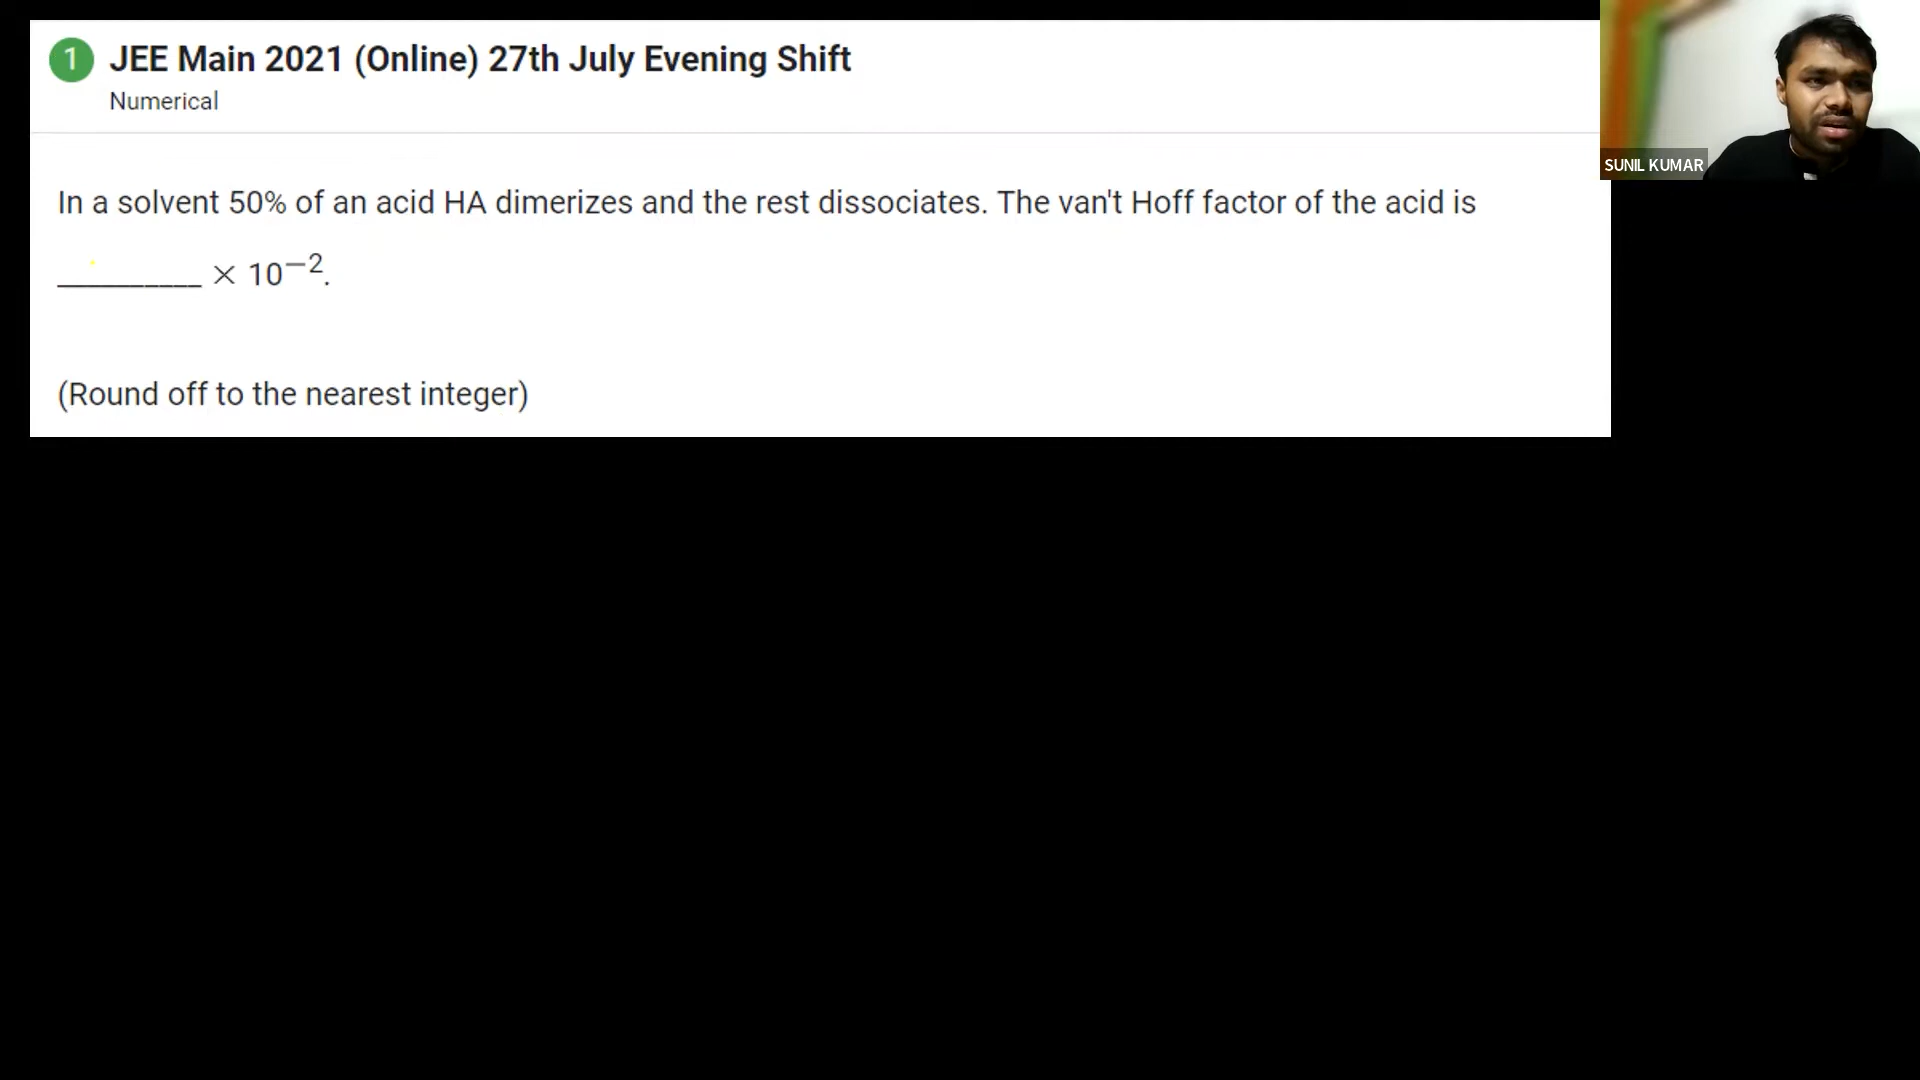 1 JEE Main 2021 (Online) 27th July Evening Shift
Numerical
SUNIL KUMAR
In a solvent 50% of an acid HA dimerizes and the rest dissociates. The van't Hoff factor of the acid is
__________ × 10⁻².
(Round off to the nearest integer)